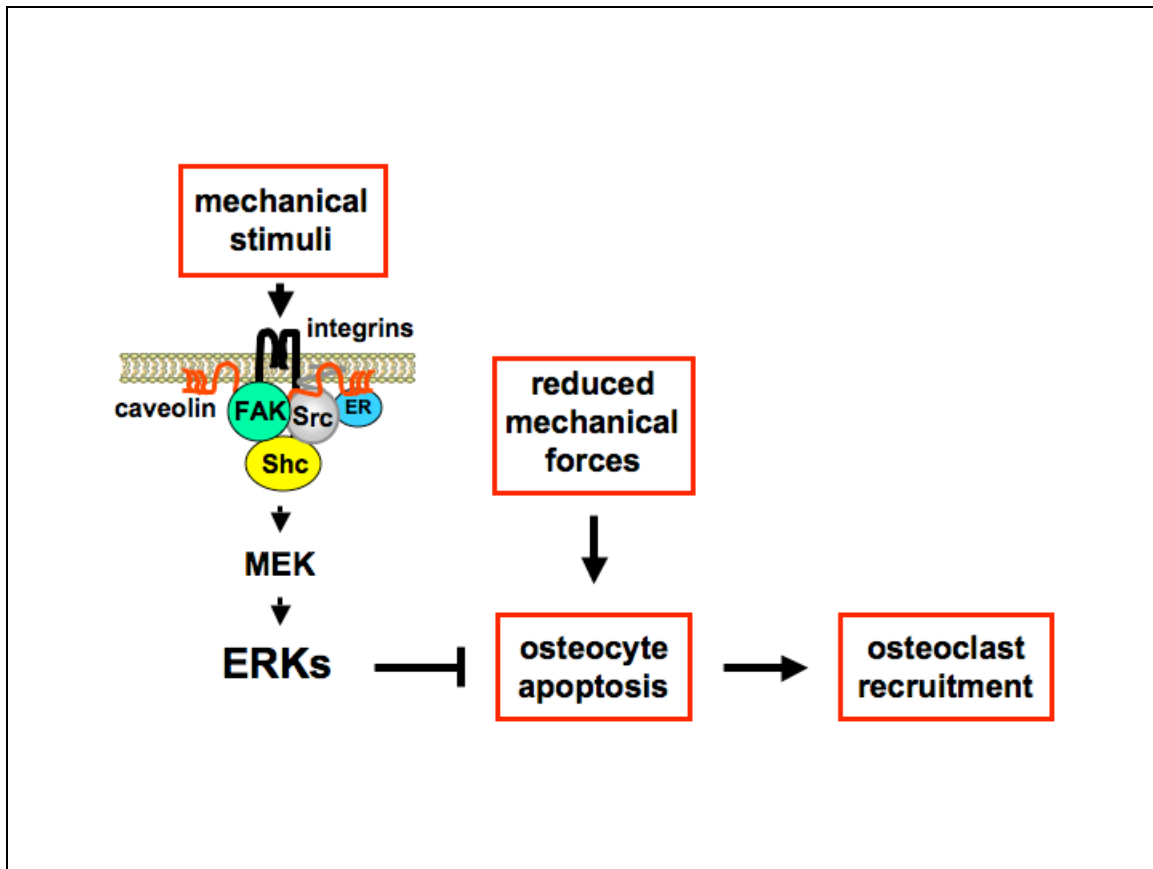 mechanical
stimuli
integrins
caveolin
FAK
Src
ER
Shc
MEK
ERKs
reduced
mechanical
forces
osteocyte
apoptosis
osteoclast
recruitment